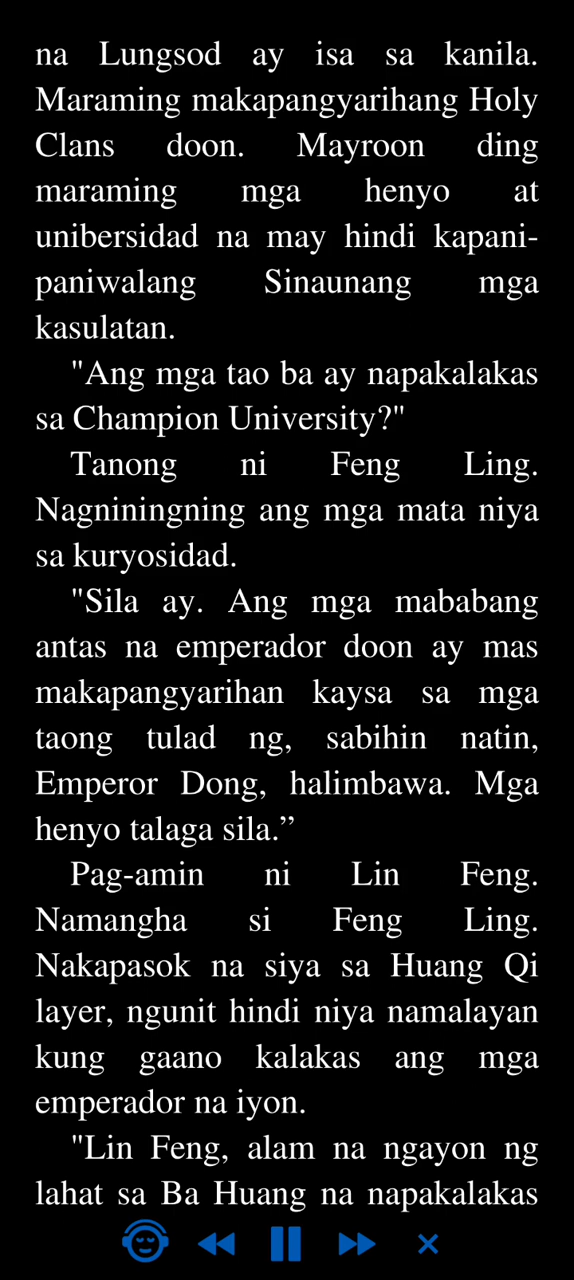 na Lungsod ay isa sa kanila.
Maraming makapangyarihang Holy
Clans doon. Mayroon ding
maraming mga henyo at
unibersidad na may hindi kapani-
paniwalang Sinaunang mga
kasulatan.
"Ang mga tao ba ay napakalakas
sa Champion University?"
Tanong ni Feng Ling.
Nagniningning ang mga mata niya
sa kuryosidad.
"Sila ay. Ang mga mababang
antas na emperador doon ay mas
makapangyarihan kaysa sa mga
taong tulad ng, sabihin natin,
Emperor Dong, halimbawa. Mga
henyo talaga sila.”
Pag-amin ni Lin Feng.
Namangha si Feng Ling.
Nakapasok na siya sa Huang Qi
layer, ngunit hindi niya namalayan
kung gaano kalakas ang mga
emperador na iyon.
"Lin Feng, alam na ngayon ng
lahat sa Ba Huang na napakalakas